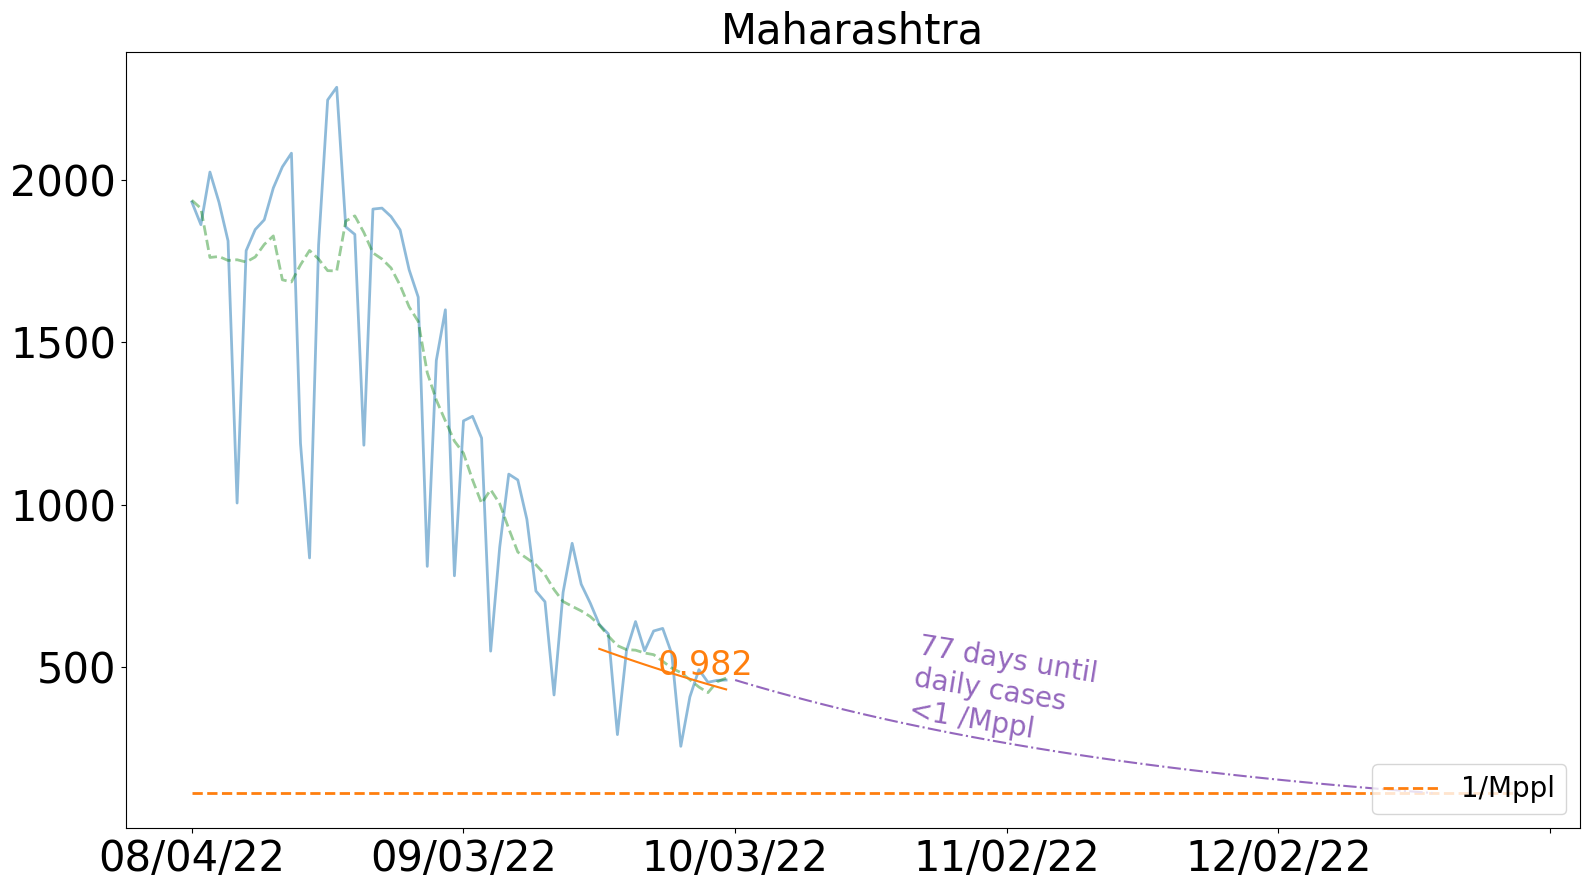 Maharashtra
2000
1500
1000
500
0.982
77 days until
daily cases
<1 /Mppl
1/Mppl
08/04/22
09/03/22
10/03/22
11/02/22
12/02/22